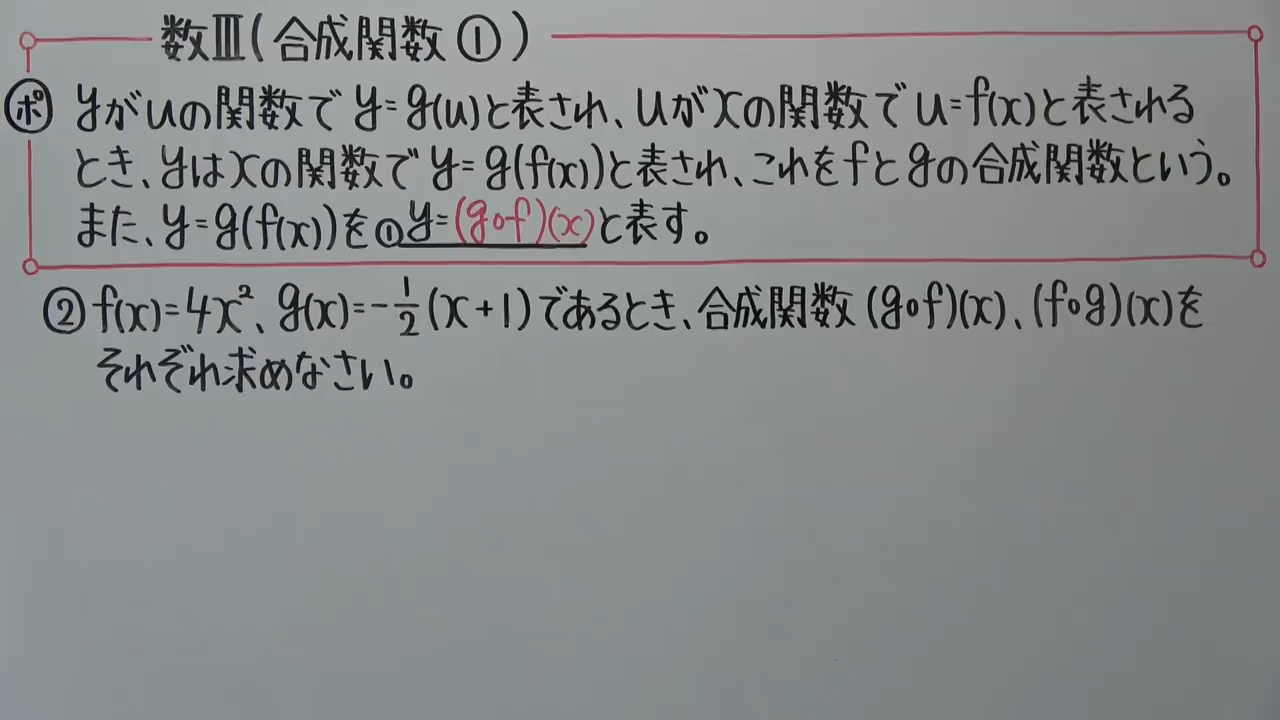 数Ⅲ(合成関数①)
ポ yがuの関数でy=g(u)と表され、uがxの関数でu=f(x)と表される
とき、yはxの関数でy=g(f(x))と表され、これをfとgの合成関数という。
また、y=g(f(x))を①y=(g∘f)(x)と表す。
②f(x)=4x²、g(x)=-1/2(x+1)であるとき、合成関数(g∘f)(x)、(f∘g)(x)を
それぞれ求めなさい。